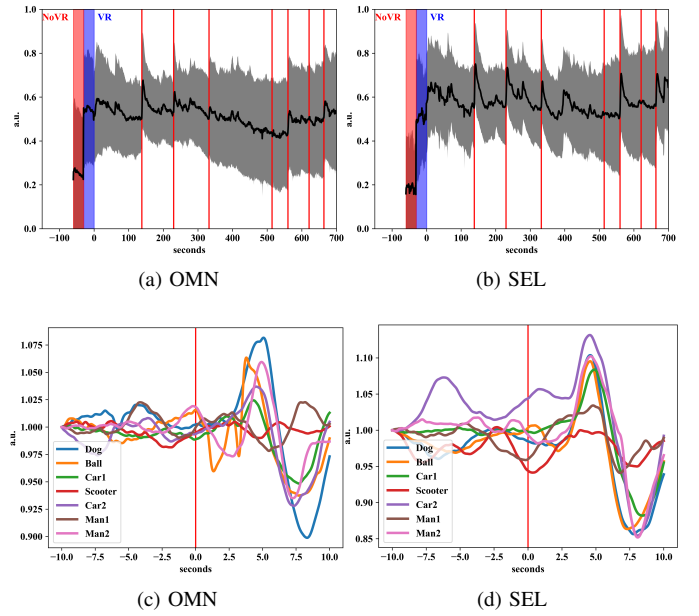 NoVR VR
1.0
0.8
0.6
0.4
0.2
0.0
a.u.
−100 0 100 200 300 400 500 600 700
seconds
(a) OMN
NoVR VR
1.0
0.8
0.6
0.4
0.2
0.0
a.u.
−100 0 100 200 300 400 500 600 700
seconds
(b) SEL
1.075
1.050
1.025
1.000
0.975
0.950
0.925
0.900
a.u.
Dog
Ball
Car1
Scooter
Car2
Man1
Man2
−10.0 −7.5 −5.0 −2.5 0.0 2.5 5.0 7.5 10.0
seconds
(c) OMN
1.10
1.05
1.00
0.95
0.90
0.85
a.u.
Dog
Ball
Car1
Scooter
Car2
Man1
Man2
−10.0 −7.5 −5.0 −2.5 0.0 2.5 5.0 7.5 10.0
seconds
(d) SEL